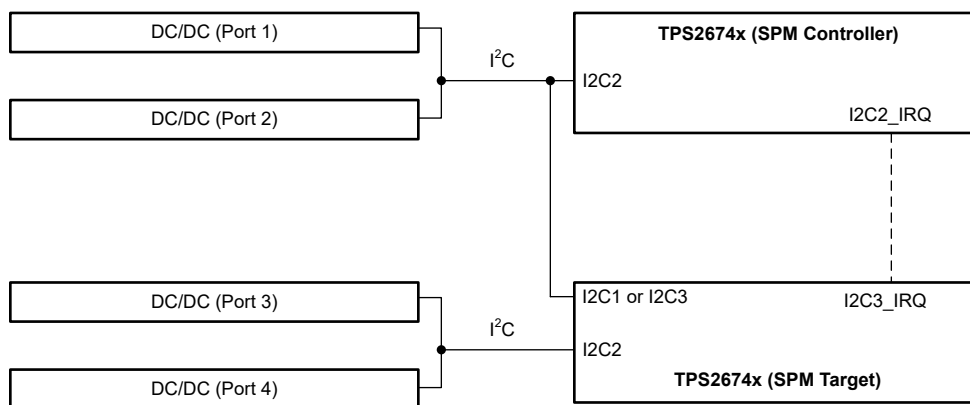 DC/DC (Port 1)
TPS2674x (SPM Controller)
I²C
I2C2
DC/DC (Port 2)
I2C2_IRQ
DC/DC (Port 3)
I2C1 or I2C3
I2C3_IRQ
I²C
I2C2
DC/DC (Port 4)
TPS2674x (SPM Target)